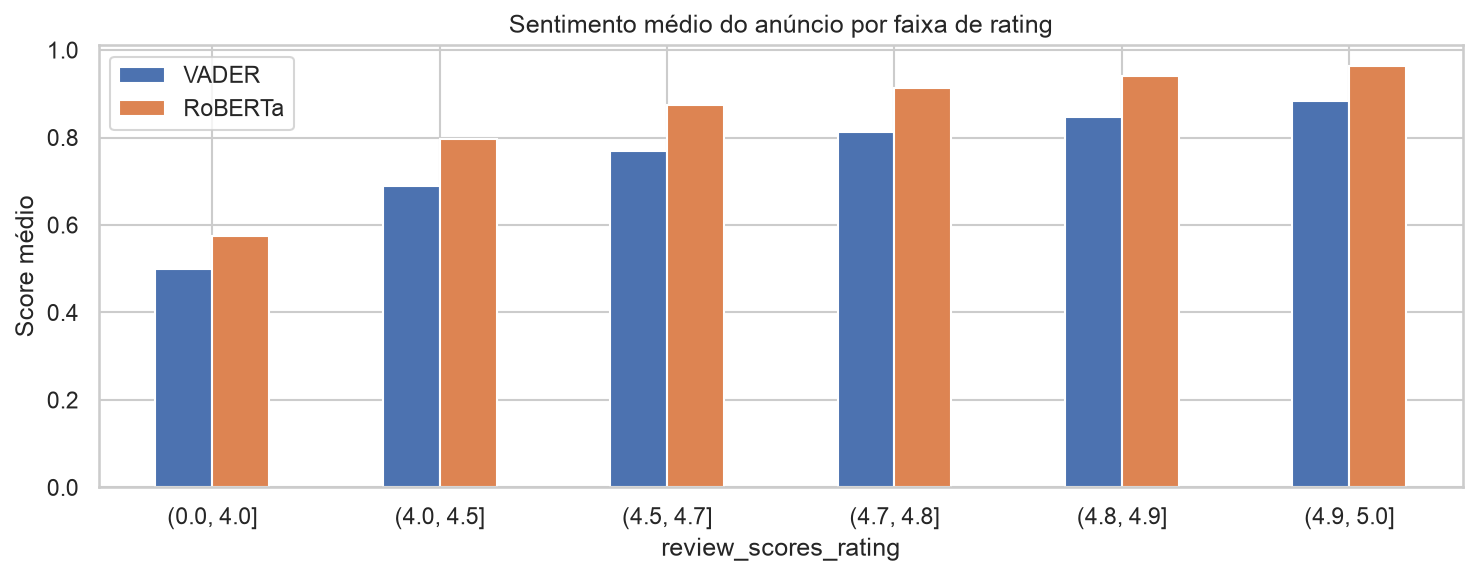 Sentimento médio do anúncio por faixa de rating
VADER
RoBERTa
Score médio
1.0
0.8
0.6
0.4
0.2
0.0
(0.0, 4.0]
(4.0, 4.5]
(4.5, 4.7]
(4.7, 4.8]
(4.8, 4.9]
(4.9, 5.0]
review_scores_rating